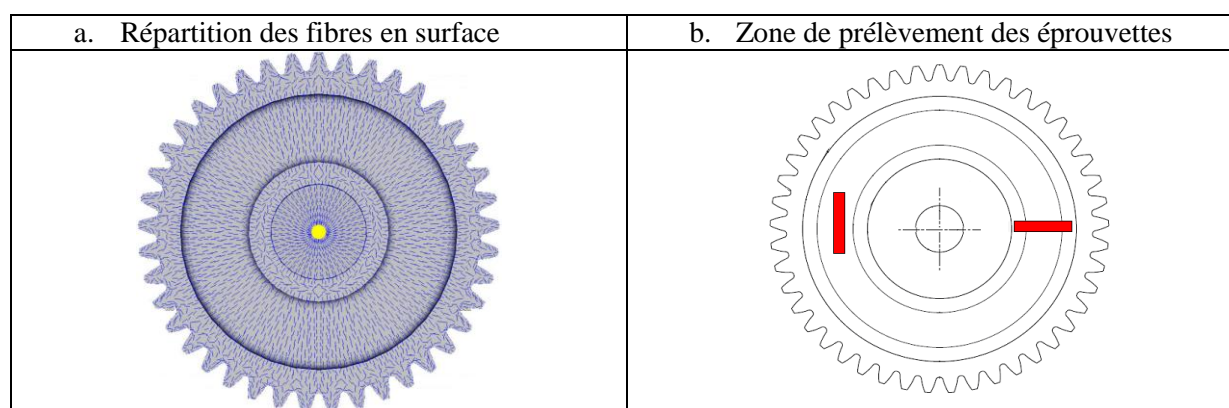 a. Répartition des fibres en surface
b. Zone de prélèvement des éprouvettes